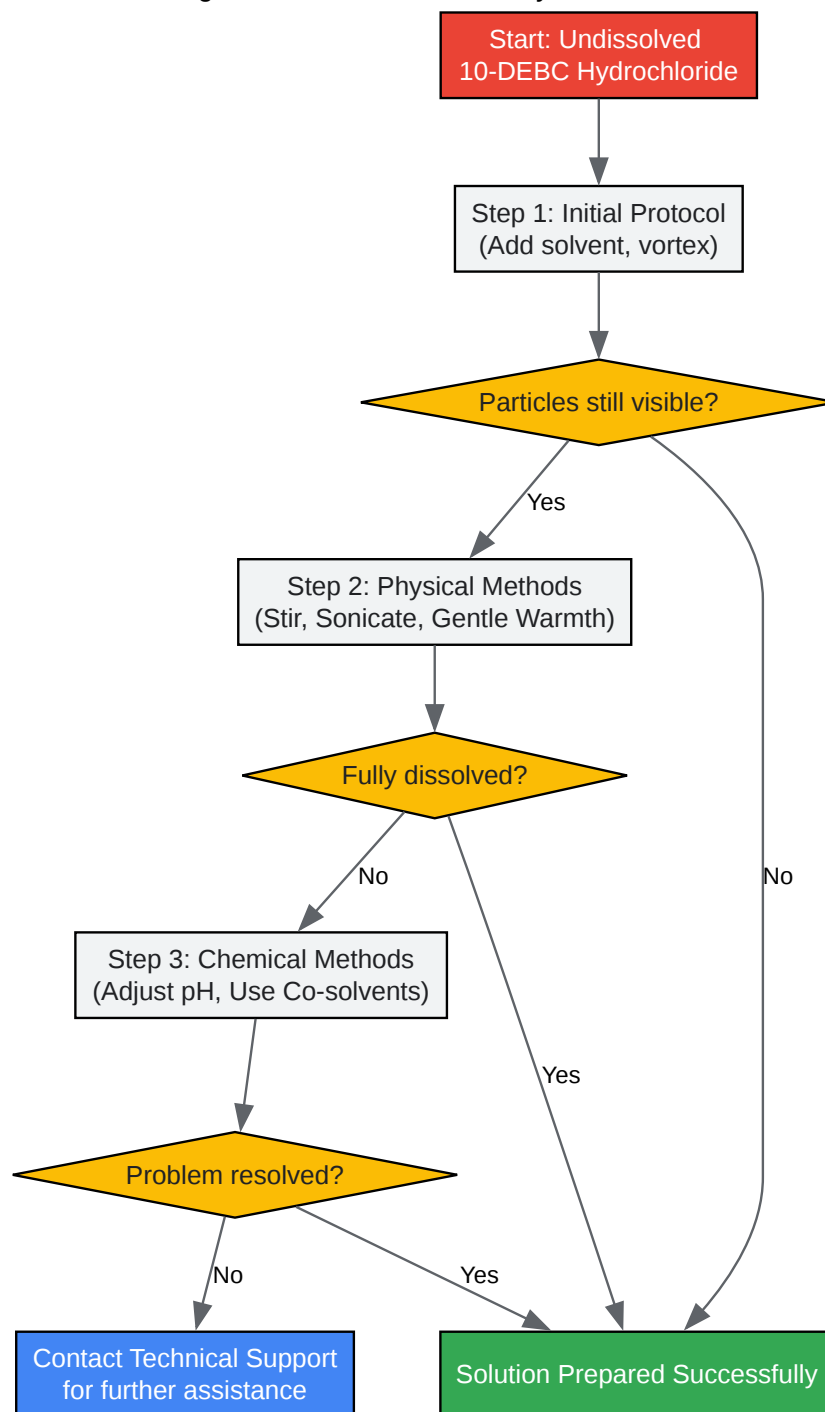 Start: Undissolved
10-DEBC Hydrochloride
Step 1: Initial Protocol
(Add solvent, vortex)
Particles still visible?
Yes
Step 2: Physical Methods
(Stir, Sonicate, Gentle Warmth)
Fully dissolved?
No
No
Step 3: Chemical Methods
(Adjust pH, Use Co-solvents)
Yes
Problem resolved?
No
Yes
Contact Technical Support
for further assistance
Solution Prepared Successfully